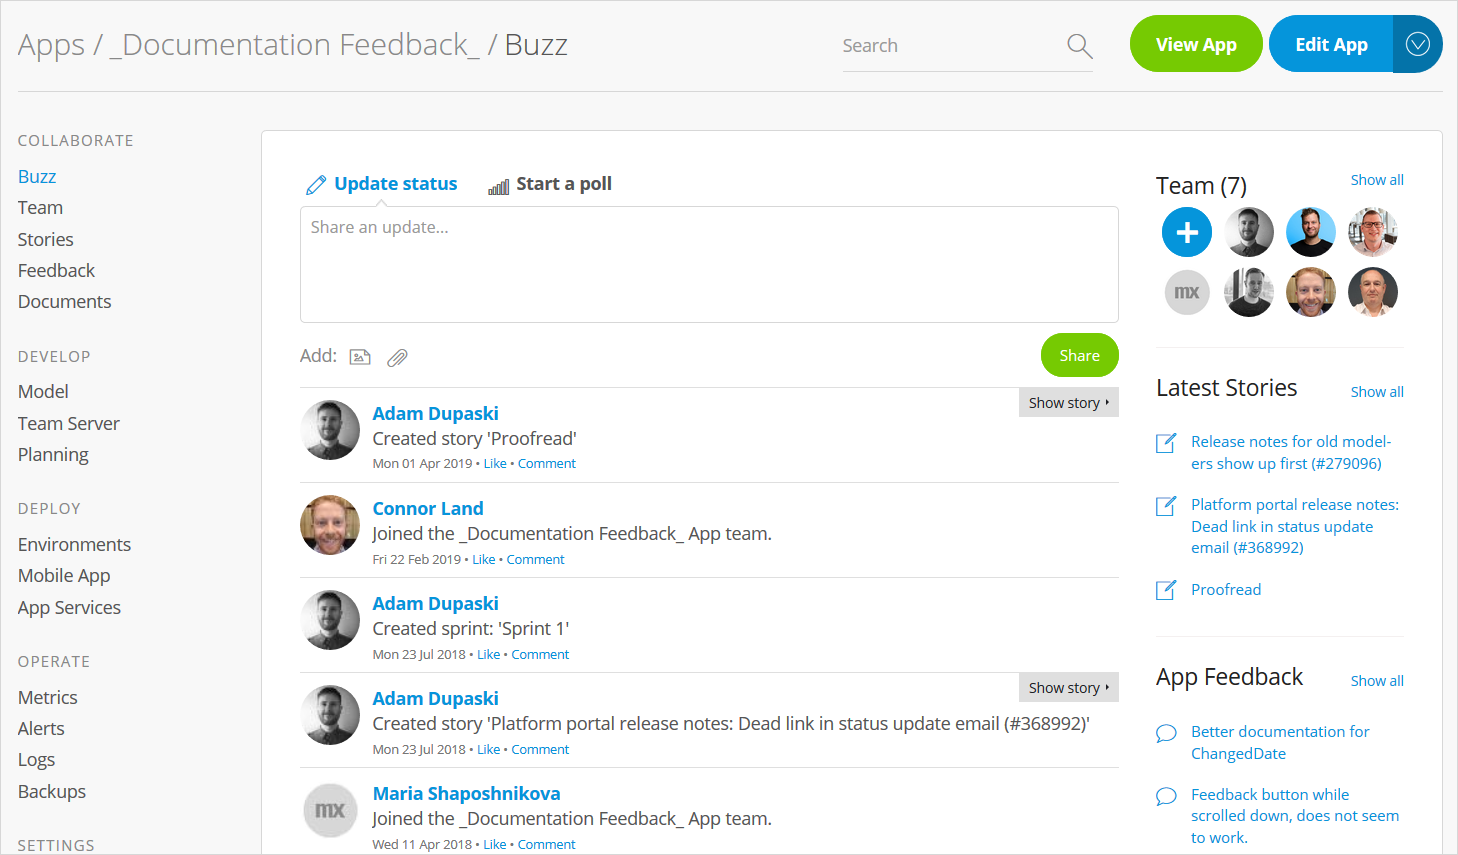 Apps / _Documentation Feedback_ / Buzz
Search
View App
Edit App
COLLABORATE
Buzz
Team
Stories
Feedback
Documents
DEVELOP
Model
Team Server
Planning
DEPLOY
Environments
Mobile App
App Services
OPERATE
Metrics
Alerts
Logs
Backups
SETTINGS
Update status
Start a poll
Share an update...
Add:
Share
Show story
Adam Dupaski
Created story 'Proofread'
Mon 01 Apr 2019 • Like • Comment
Connor Land
Joined the _Documentation Feedback_ App team.
Fri 22 Feb 2019 • Like • Comment
Adam Dupaski
Created sprint: 'Sprint 1'
Mon 23 Jul 2018 • Like • Comment
Show story
Adam Dupaski
Created story 'Platform portal release notes: Dead link in status update email (#368992)'
Mon 23 Jul 2018 • Like • Comment
mx
Maria Shaposhnikova
Joined the _Documentation Feedback_ App team.
Wed 11 Apr 2018 • Like • Comment
Team (7)
Show all
mx
Latest Stories
Show all
Release notes for old model-
ers show up first (#279096)
Platform portal release notes:
Dead link in status update
email (#368992)
Proofread
App Feedback
Show all
Better documentation for
ChangedDate
Feedback button while
scrolled down, does not seem
to work.